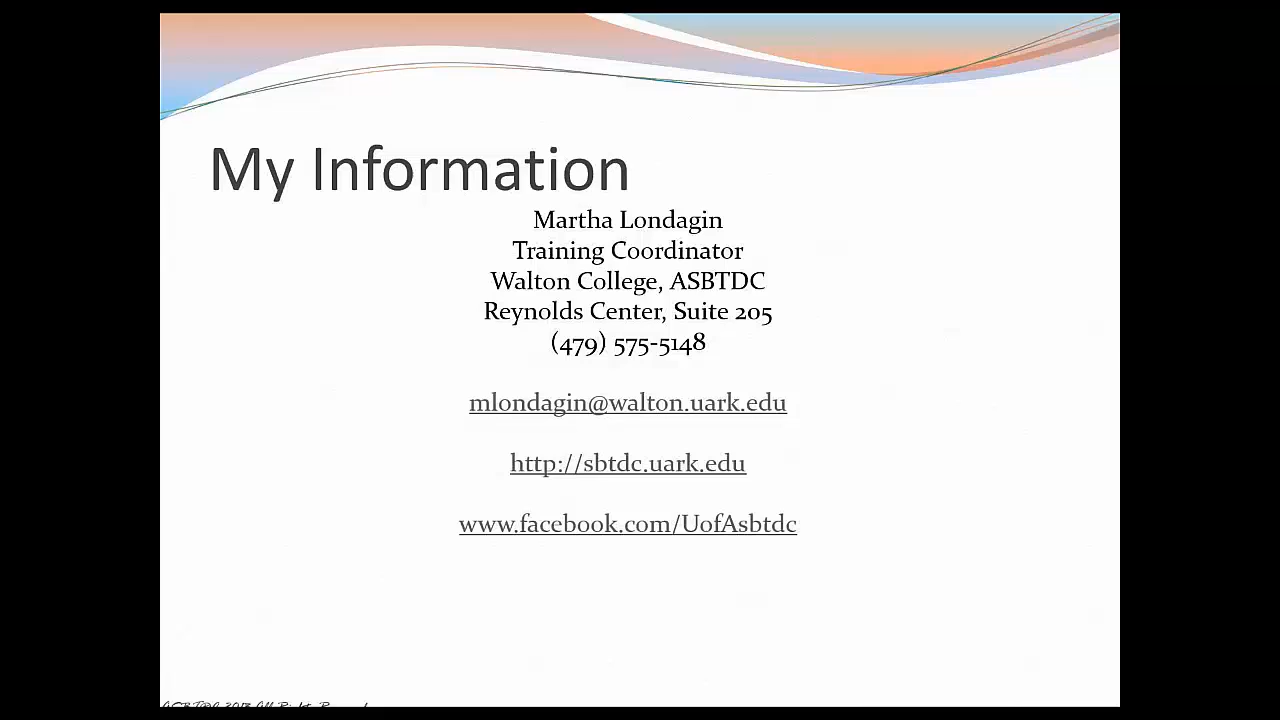 My Information
Martha Londagin
Training Coordinator
Walton College, ASBTDC
Reynolds Center, Suite 205
(479) 575-5148
mlondagin@walton.uark.edu
http://sbtdc.uark.edu
www.facebook.com/UofAsbtdc